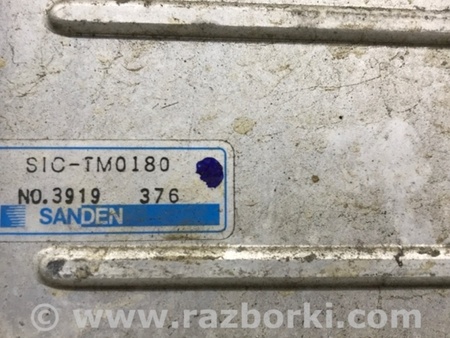 SIC-TM0180
NO.3919 376
SANDEN
© www.razborki.com